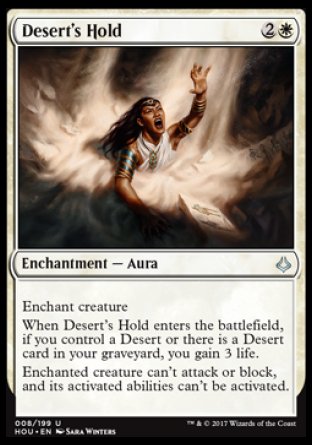 Desert's Hold 2
Enchantment — Aura
Enchant creature
When Desert's Hold enters the battlefield,
if you control a Desert or there is a Desert
card in your graveyard, you gain 3 life.
Enchanted creature can't attack or block,
and its activated abilities can't be activated.
008/199 U
HOU • EN Sara Winters ™ & © 2017 Wizards of the Coast